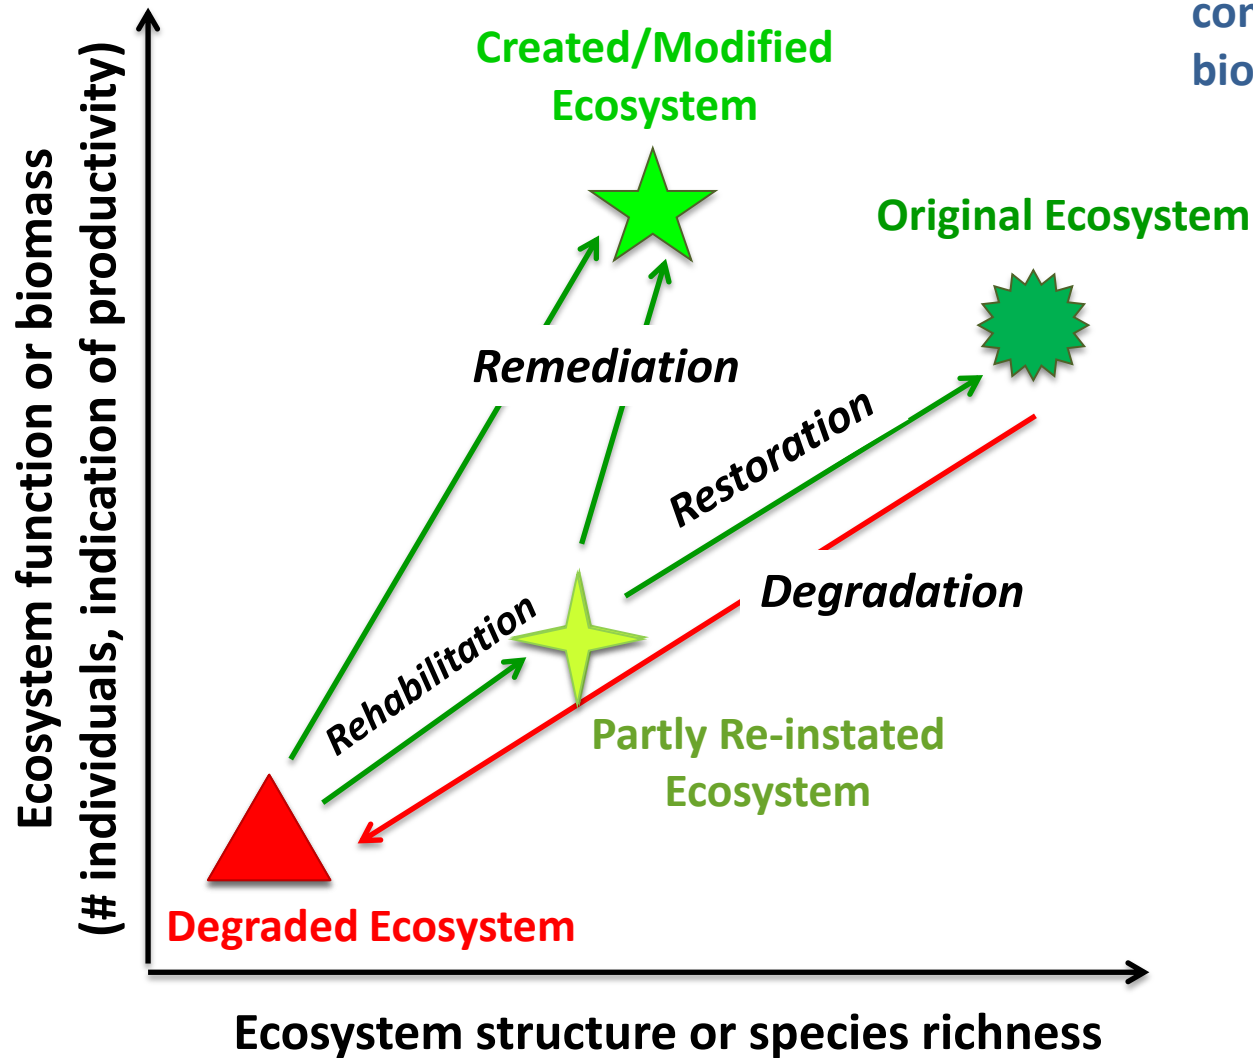 Created/Modified
Ecosystem
Original Ecosystem
Remediation
Restoration
Degradation
Rehabilitation
Partly Re-instated
Ecosystem
Degraded Ecosystem
Ecosystem function or biomass
(# individuals, indication of productivity)
Ecosystem structure or species richness